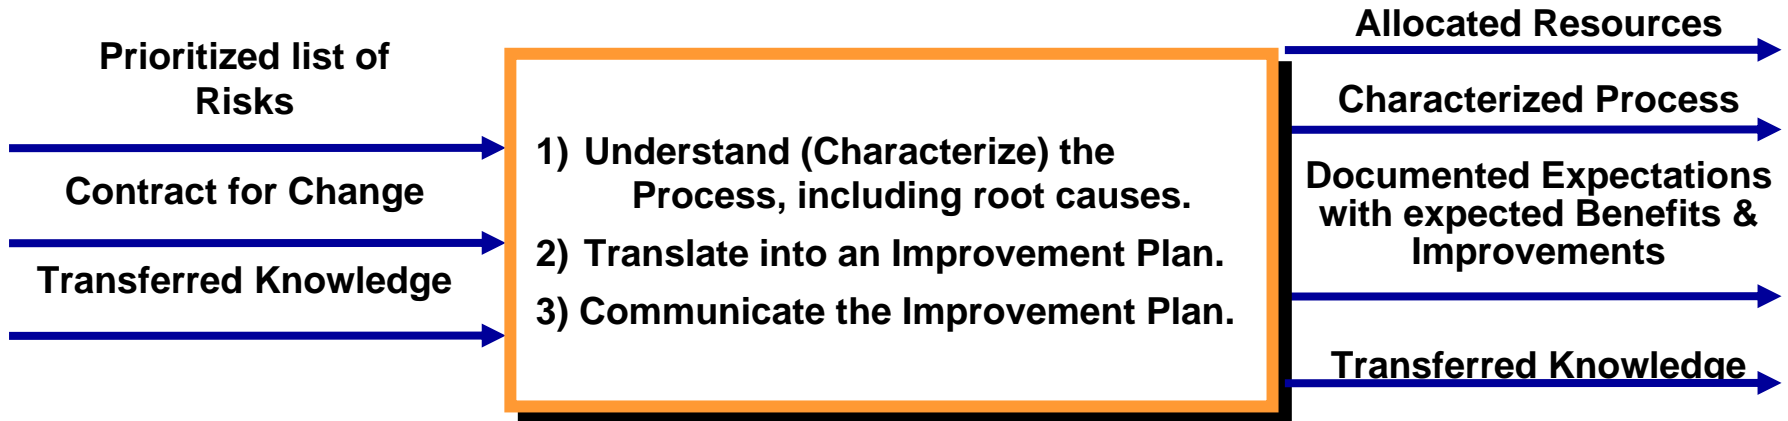 Prioritized list of
Risks
Contract for Change
Transferred Knowledge
1) Understand (Characterize) the
Process, including root causes.
2) Translate into an Improvement Plan.
3) Communicate the Improvement Plan.
Allocated Resources
Characterized Process
Documented Expectations
with expected Benefits &
Improvements
Transferred Knowledge